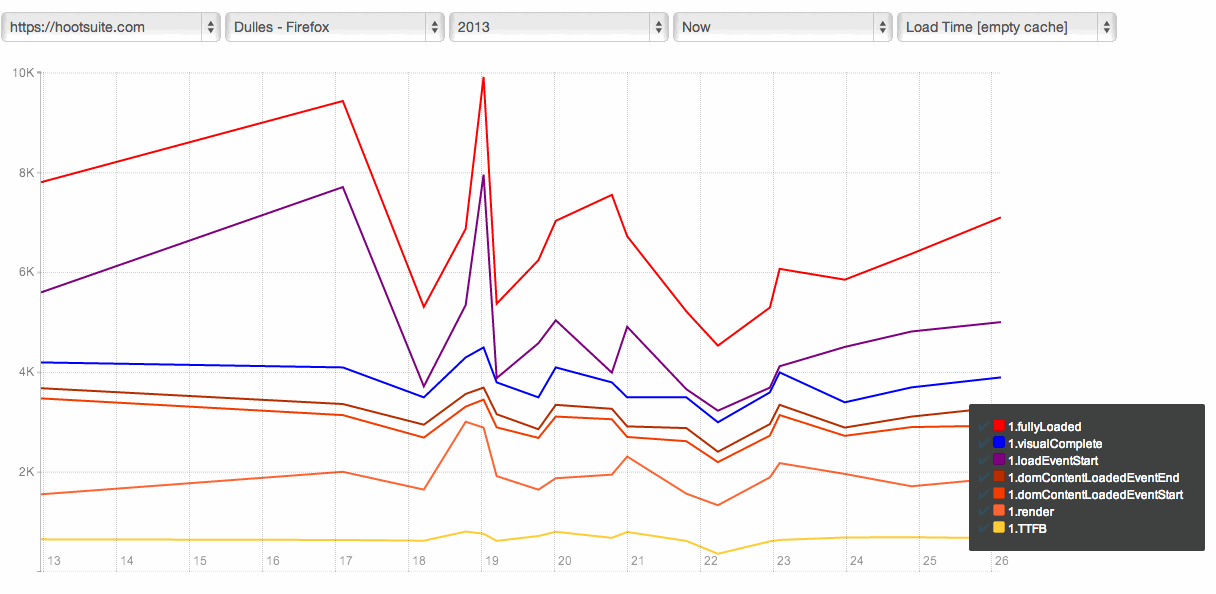 https://hootsuite.com Dulles - Firefox 2013 Now Load Time [empty cache]
10K
8K
6K
4K
2K
1.fullyLoaded
1.visualComplete
1.loadEventStart
1.domContentLoadedEventEnd
1.domContentLoadedEventStart
1.render
1.TTFB
13 14 15 16 17 18 19 20 21 22 23 24 25 26